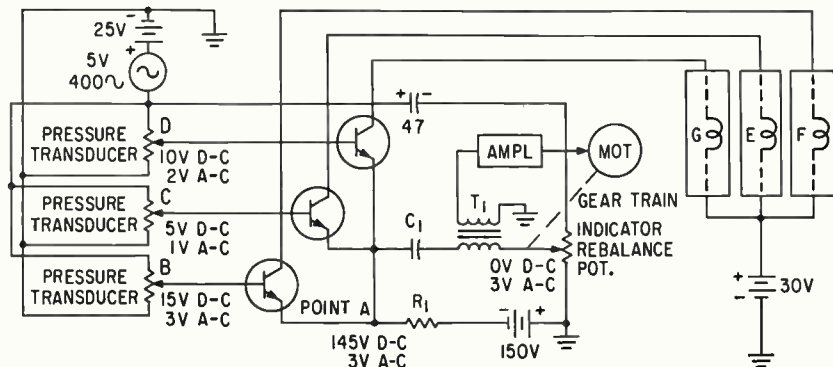 25V
-
+
5V
400~
PRESSURE
TRANSDUCER
D
10V D-C
2V A-C
PRESSURE
TRANSDUCER
C
5V D-C
1V A-C
PRESSURE
TRANSDUCER
B
15V D-C
3V A-C
+ -
47
AMPL
MOT
GEAR TRAIN
T1
C1
INDICATOR
REBALANCE
POT.
0V D-C
3V A-C
POINT A
R1
- +
150V
145V D-C
3V A-C
G
E
F
+
-
30V